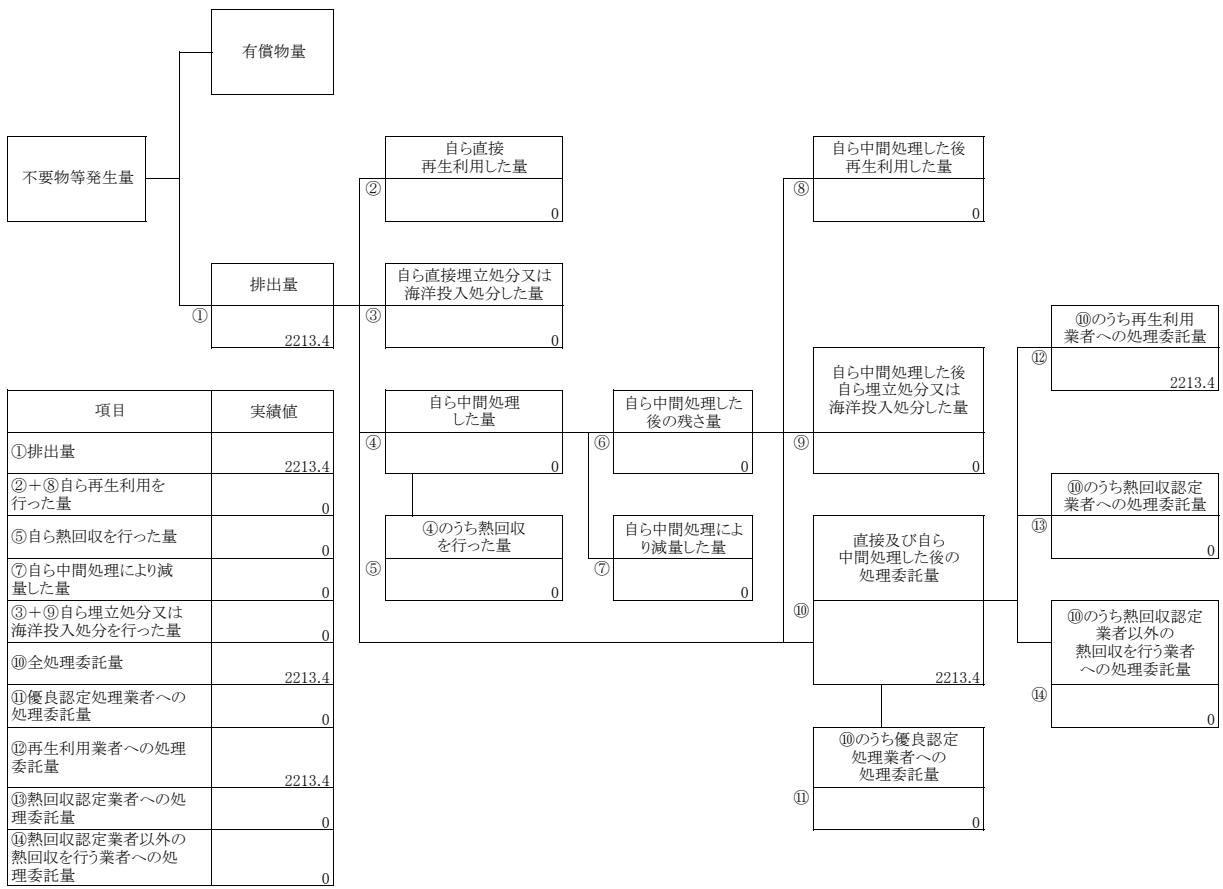 有償物量
不要物等発生量
自ら直接
再生利用した量
②
0
自ら中間処理した後
再生利用した量
⑧
0
排出量
①
2213.4
自ら直接埋立処分又は
海洋投入処分した量
③
0
⑩のうち再生利用
業者への処理委託量
⑫
2213.4
自ら中間処理
した量
④
0
自ら中間処理した
後の残さ量
⑥
0
自ら中間処理した後
自ら埋立処分又は
海洋投入処分した量
⑨
0
⑩のうち熱回収認定
業者への処理委託量
⑬
0
④のうち熱回収
を行った量
⑤
0
自ら中間処理によ
り減量した量
⑦
0
直接及び自ら
中間処理した後の
処理委託量
⑩
2213.4
⑩のうち熱回収認定
業者以外の
熱回収を行う業者
への処理委託量
⑭
0
⑩のうち優良認定
処理業者への
処理委託量
⑪
0
項目 実績値
①排出量
2213.4
②+⑧自ら再生利用を
行った量
0
⑤自ら熱回収を行った量
0
⑦自ら中間処理により減
量した量
0
③+⑨自ら埋立処分又は
海洋投入処分を行った量
0
⑩全処理委託量
2213.4
⑪優良認定処理業者への
処理委託量
0
⑫再生利用業者への処理
委託量
2213.4
⑬熱回収認定業者への処
理委託量
0
⑭熱回収認定業者以外の
熱回収を行う業者への処
理委託量
0